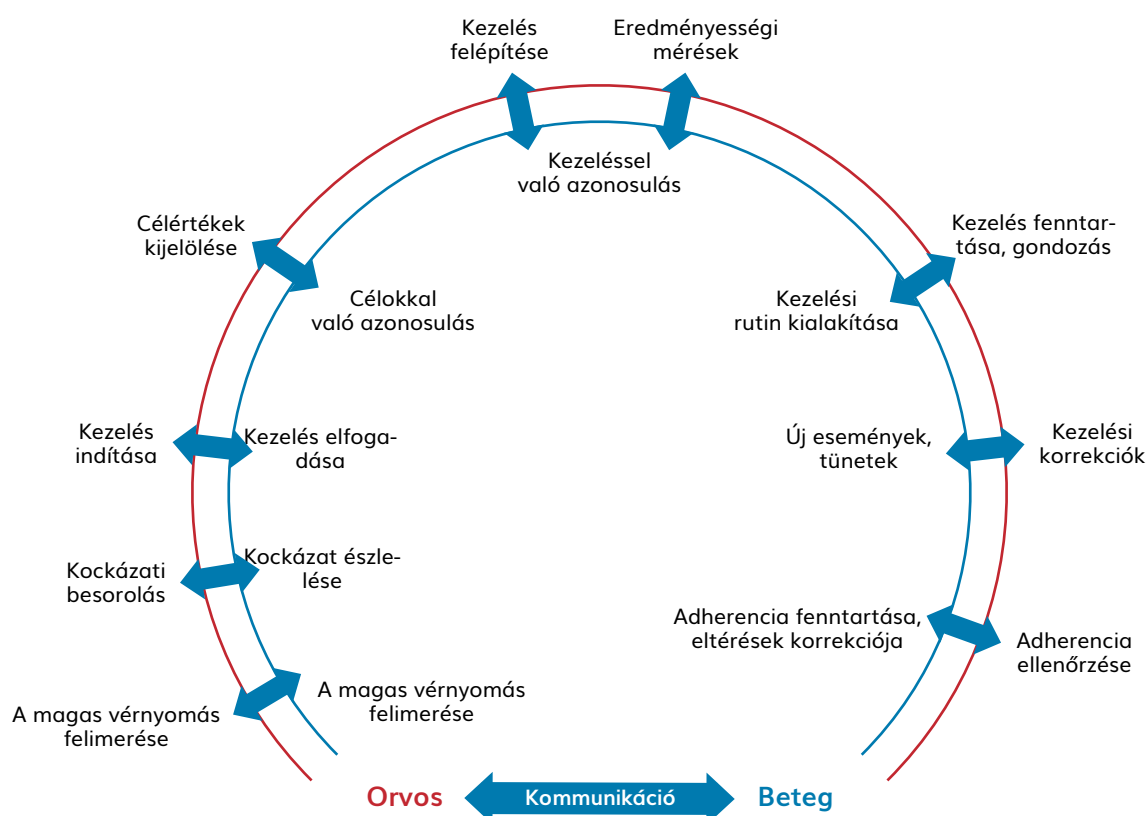 Kezelés
felépítése
Eredményességi
mérések
Kezeléssel
való azonosulás
Célértékek
kijelölése
Célokkal
való azonosulás
Kezelés fenntar-
tása, gondozás
Kezelési
rutin kialakítása
Kezelés
indítása
Kezelés elfoga-
dása
Új események,
tünetek
Kezelési
korrekciók
Kockázati
besorolás
Kockázat észle-
lése
Adherencia fenntartása,
eltérések korrekciója
Adherencia
ellenőrzése
A magas vérnyomás
felimerése
A magas vérnyomás
felimerése
Orvos
Kommunikáció
Beteg